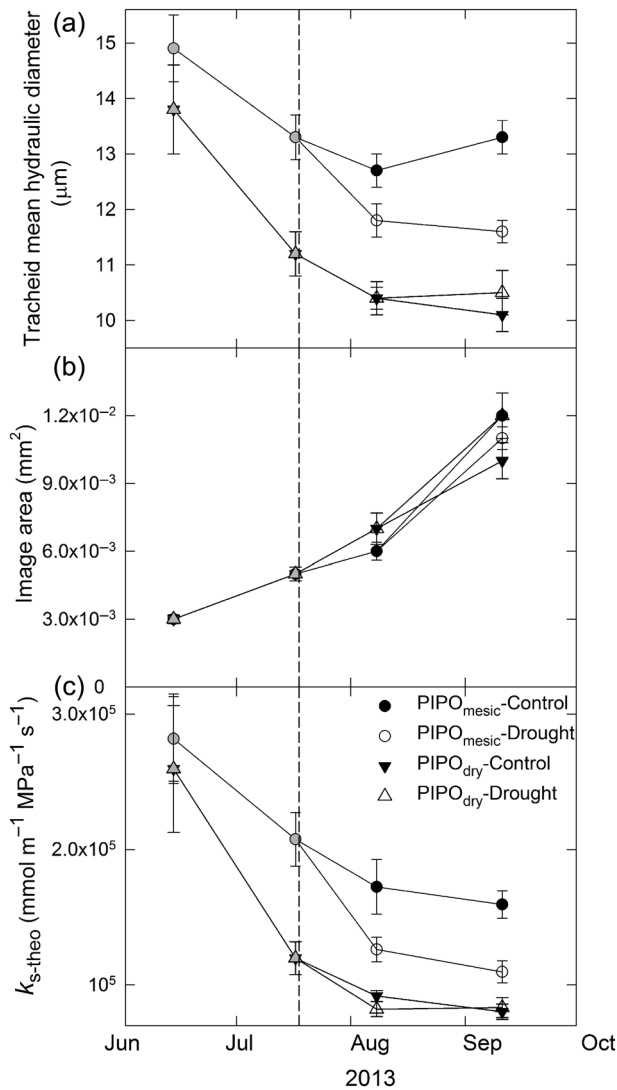 (a)
Tracheid mean hydraulic diameter
(μm)
15
14
13
12
11
10
(b)
Image area (mm²)
1.2x10⁻²
9.0x10⁻³
6.0x10⁻³
3.0x10⁻³
0
(c)
kₛ₋ₜₕₑₒ (mmol m⁻¹ MPa⁻¹ s⁻¹)
3.0x10⁵
2.0x10⁵
10⁵
PIPOmesic-Control
PIPOmesic-Drought
PIPOdry-Control
PIPOdry-Drought
Jun Jul Aug Sep Oct
2013